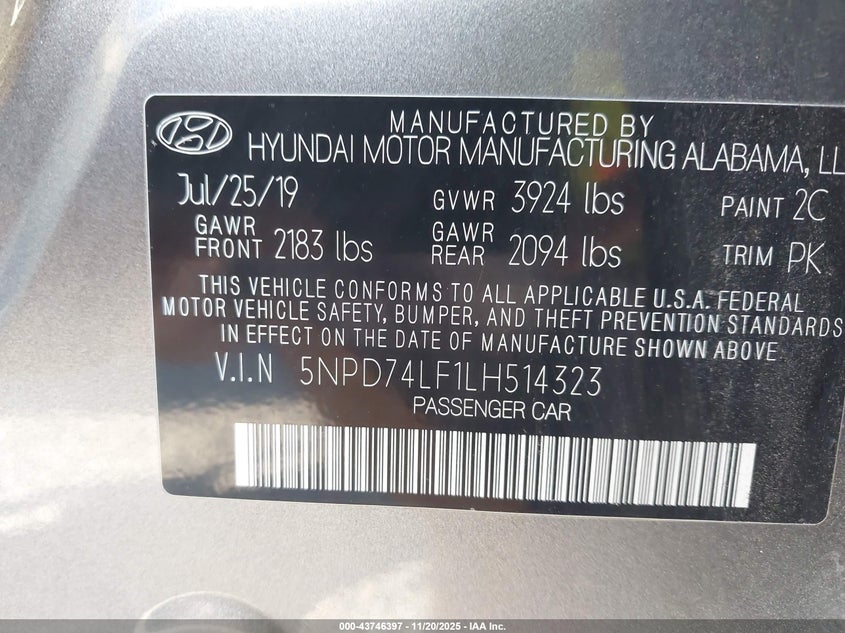 MANUFACTURED BY
HYUNDAI MOTOR MANUFACTURING ALABAMA, LL
Jul/25/19 GVWR 3924 lbs PAINT 2C
GAWR FRONT 2183 lbs GAWR REAR 2094 lbs TRIM PK
THIS VEHICLE CONFORMS TO ALL APPLICABLE U.S.A. FEDERAL
MOTOR VEHICLE SAFETY, BUMPER, AND THEFT PREVENTION STANDARDS
IN EFFECT ON THE DATE OF MANUFACTURE SHOWN ABOVE
V.I.N 5NPD74LF1LH514323
PASSENGER CAR
000-43746397 - 11/20/2025 - IAA Inc.